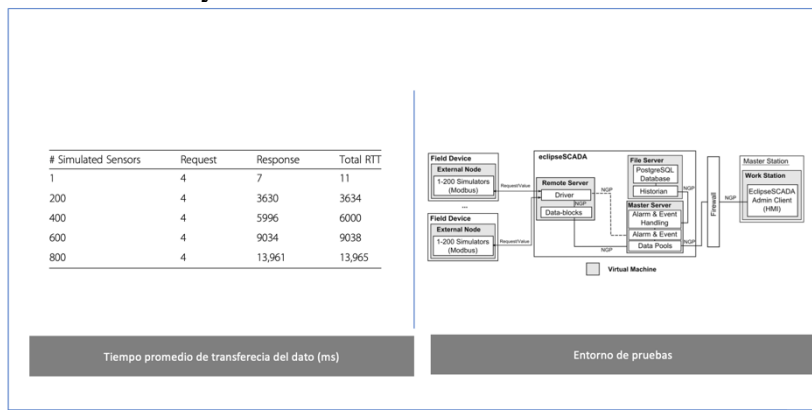 # Simulated Sensors Request Response Total RTT
1 4 7 11
200 4 3630 3634
400 4 5996 6000
600 4 9034 9038
800 4 13,961 13,965
Tiempo promedio de transferecia del dato (ms)
Field Device
External Node
1-200 Simulators
(Modbus)
...
Field Device
External Node
1-200 Simulators
(Modbus)
RequestValue
RequestValue
eclipseSCADA
Remote Server
Driver
NGP
Data-blocks
NGP
NGP
File Server
PostgreSQL
Database
Historian
Master Server
Alarm & Event
Handling
Alarm & Event
Data Pools
NGP
NGP
Firewall
NGP
Master Station
Work Station
EclipseSCADA
Admin Client
(HMI)
Virtual Machine
Entorno de pruebas